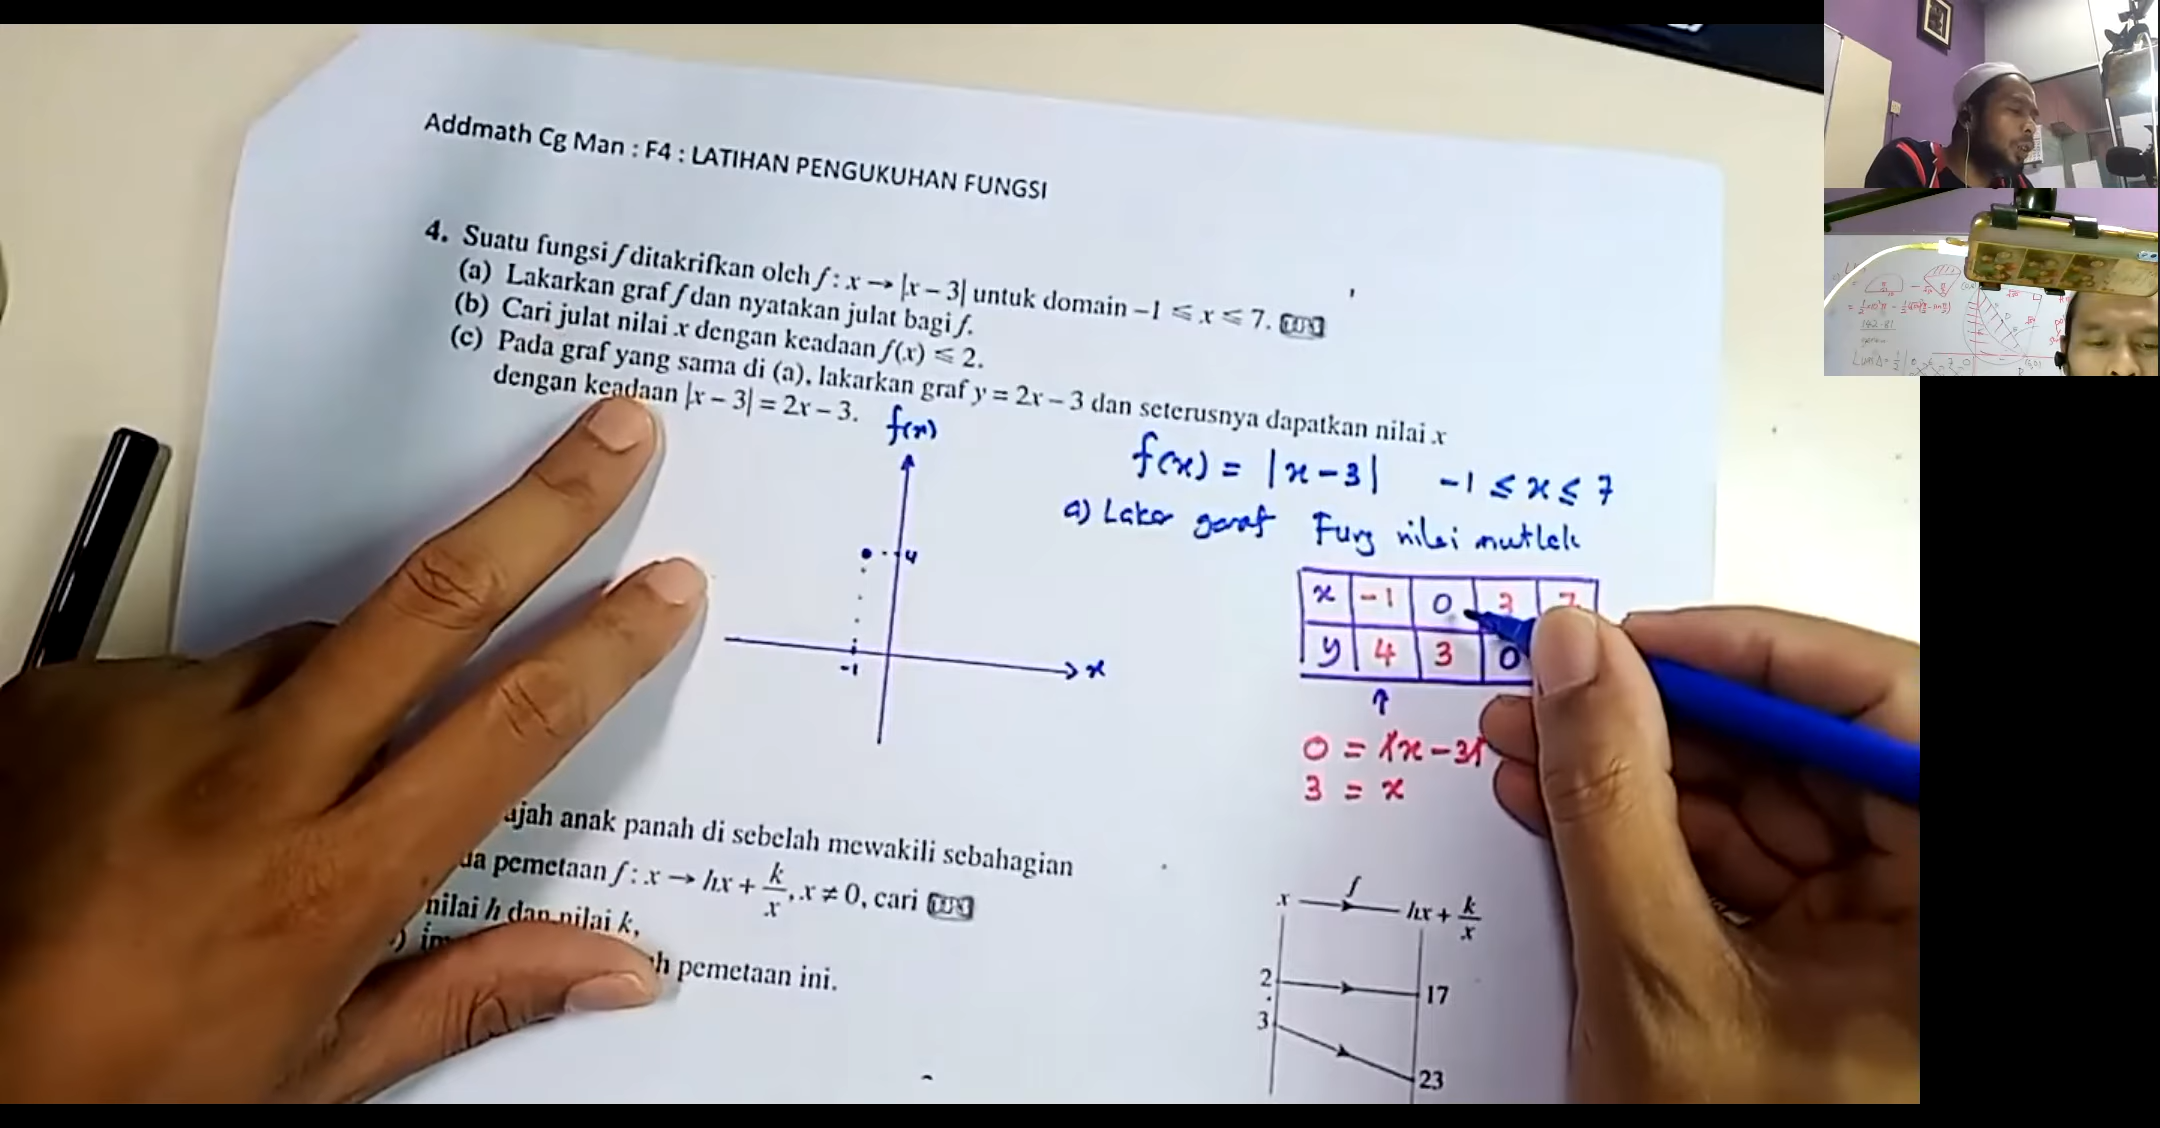 Addmath Cg Man : F4 : LATIHAN PENGUKUHAN FUNGSI
4. Suatu fungsi f ditakrifkan oleh f : x → |x – 3| untuk domain –1 ⩽ x ⩽ 7.
(a) Lakarkan graf f dan nyatakan julat bagi f.
(b) Cari julat nilai x dengan keadaan f(x) ⩽ 2.
(c) Pada graf yang sama di (a), lakarkan graf y = 2x – 3 dan seterusnya dapatkan nilai x
dengan keadaan |x – 3| = 2x – 3.
f(x)
4
-1
x
f(x) = |x - 3| -1 ≤ x ≤ 7
a) Lakar graf Fung nilai mutlak
x -1 0 3 7
y 4 3 0
↑
0 = |x - 3|
3 = x
ajah anak panah di sebelah mewakili sebahagian
pemetaan f : x → hx + k/x, x ≠ 0, cari
nilai h dan nilai k,
pemetaan ini.
x f hx + k/x
2 17
3 23